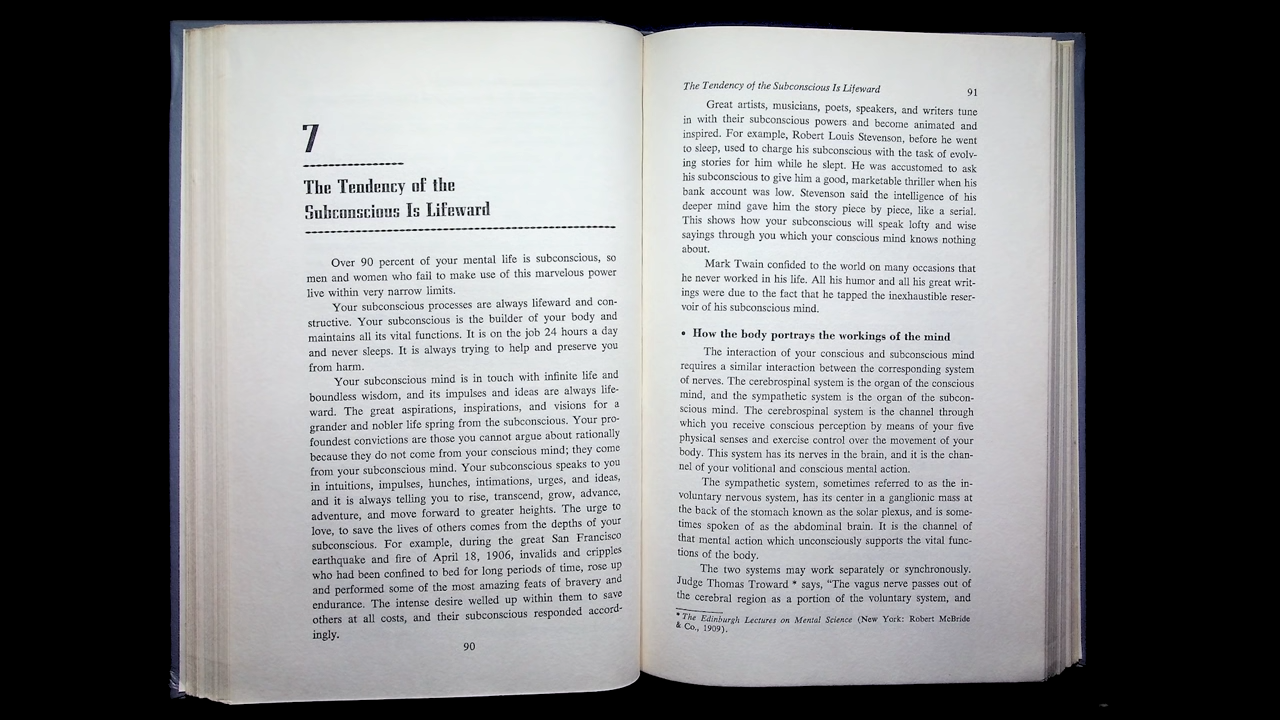 7
The Tendency of the
Subconscious Is Lifeward
Over 90 percent of your mental life is subconscious, so
men and women who fail to make use of this marvelous power
live within very narrow limits.
Your subconscious processes are always lifeward and con-
structive. Your subconscious is the builder of your body and
maintains all its vital functions. It is on the job 24 hours a day
and never sleeps. It is always trying to help and preserve you
from harm.
Your subconscious mind is in touch with infinite life and
boundless wisdom, and its impulses and ideas are always life-
ward. The great aspirations, inspirations, and visions for a
grander and nobler life spring from the subconscious. Your pro-
foundest convictions are those you cannot argue about rationally
because they do not come from your conscious mind; they come
from your subconscious mind. Your subconscious speaks to you
in intuitions, impulses, hunches, intimations, urges, and ideas,
and it is always telling you to rise, transcend, grow, advance,
adventure, and move forward to greater heights. The urge to
love, to save the lives of others comes from the depths of your
subconscious. For example, during the great San Francisco
earthquake and fire of April 18, 1906, invalids and cripples
who had been confined to bed for long periods of time, rose up
and performed some of the most amazing feats of bravery and
endurance. The intense desire welled up within them to save
others at all costs, and their subconscious responded accord-
ingly.
90
The Tendency of the Subconscious Is Lifeward 91
Great artists, musicians, poets, speakers, and writers tune
in with their subconscious powers and become animated and
inspired. For example, Robert Louis Stevenson, before he went
to sleep, used to charge his subconscious with the task of evolv-
ing stories for him while he slept. He was accustomed to ask
his subconscious to give him a good, marketable thriller when his
bank account was low. Stevenson said the intelligence of his
deeper mind gave him the story piece by piece, like a serial.
This shows how your subconscious will speak lofty and wise
sayings through you which your conscious mind knows nothing
about.
Mark Twain confided to the world on many occasions that
he never worked in his life. All his humor and all his great writ-
ings were due to the fact that he tapped the inexhaustible reser-
voir of his subconscious mind.
• How the body portrays the workings of the mind
The interaction of your conscious and subconscious mind
requires a similar interaction between the corresponding system
of nerves. The cerebrospinal system is the organ of the conscious
mind, and the sympathetic system is the organ of the subcon-
scious mind. The cerebrospinal system is the channel through
which you receive conscious perception by means of your five
physical senses and exercise control over the movement of your
body. This system has its nerves in the brain, and it is the chan-
nel of your volitional and conscious mental action.
The sympathetic system, sometimes referred to as the in-
voluntary nervous system, has its center in a ganglionic mass at
the back of the stomach known as the solar plexus, and is some-
times spoken of as the abdominal brain. It is the channel of
that mental action which unconsciously supports the vital func-
tions of the body.
The two systems may work separately or synchronously.
Judge Thomas Troward * says, “The vagus nerve passes out of
the cerebral region as a portion of the voluntary system, and
* The Edinburgh Lectures on Mental Science (New York: Robert McBride
& Co., 1909).